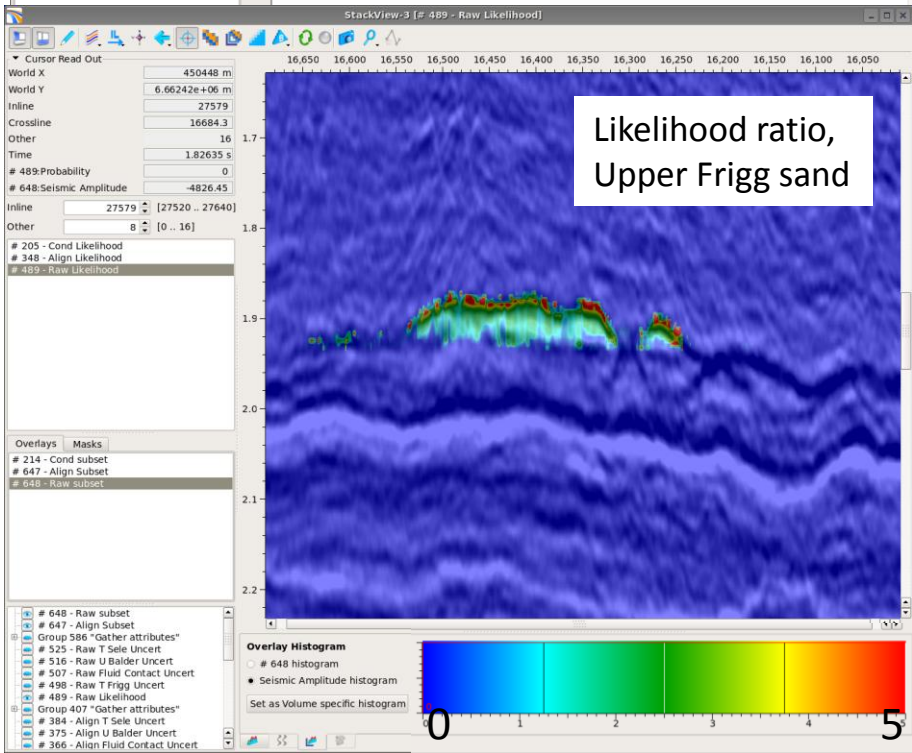 StackView-3 [# 489 - Raw Likelihood]
Cursor Read Out
World X 450448 m
World Y 6.66242e+06 m
Inline 27579
Crossline 16684.3
Other 16
Time 1.82635 s
# 489:Probability 0
# 648:Seismic Amplitude -4826.45
Inline 27579 [27520 .. 27640]
Other 8 [0 .. 16]
# 205 - Cond Likelihood
# 348 - Align Likelihood
# 489 - Raw Likelihood
Overlays Masks
# 214 - Cond subset
# 647 - Align Subset
# 648 - Raw subset
# 648 - Raw subset
# 647 - Align Subset
Group 586 "Gather attributes"
# 525 - Raw T Sele Uncert
# 516 - Raw U Balder Uncert
# 507 - Raw Fluid Contact Uncert
# 498 - Raw T Frigg Uncert
# 489 - Raw Likelihood
Group 407 "Gather attributes"
# 384 - Align T Sele Uncert
# 375 - Align U Balder Uncert
# 366 - Align Fluid Contact Uncert
16,650 16,600 16,550 16,500 16,450 16,400 16,350 16,300 16,250 16,200 16,150 16,100 16,050
Likelihood ratio,
Upper Frigg sand
1.7
1.8
1.9
2.0
2.1
2.2
Overlay Histogram
# 648 histogram
Seismic Amplitude histogram
Set as Volume specific histogram
0 1 2 3 4 5